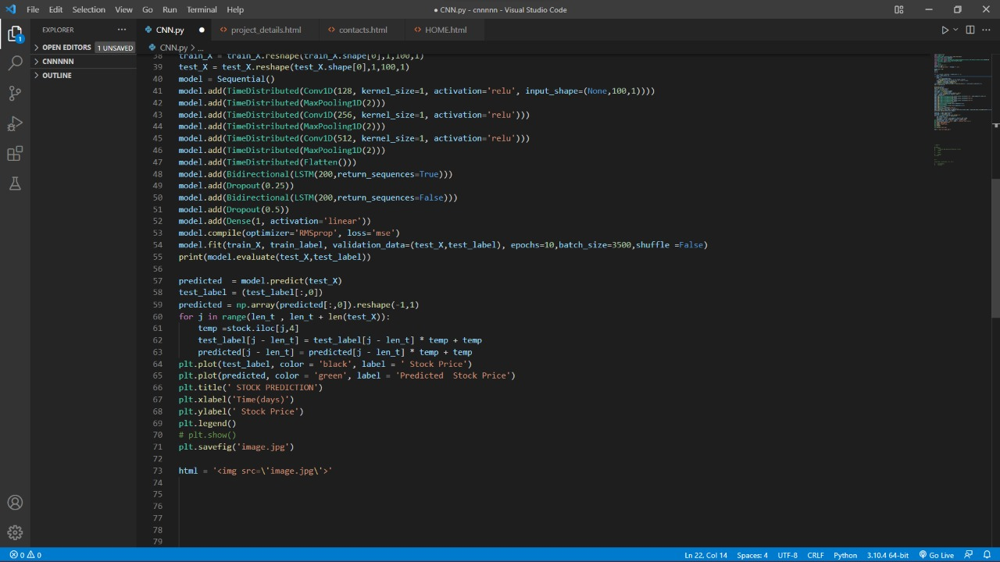 File Edit Selection View Go Run Terminal Help
● CNN.py - cnnnnn - Visual Studio Code
EXPLORER
CNN.py
project_details.html
contacts.html
HOME.html
OPEN EDITORS 1 UNSAVED
CNNNNN
OUTLINE
1
CNN.py > ...
38 train_X = train_X.reshape(train_X.shape[0],1,100,1)
39 test_X = test_X.reshape(test_X.shape[0],1,100,1)
40 model = Sequential()
41 model.add(TimeDistributed(Conv1D(128, kernel_size=1, activation='relu', input_shape=(None,100,1))))
42 model.add(TimeDistributed(MaxPooling1D(2)))
43 model.add(TimeDistributed(Conv1D(256, kernel_size=1, activation='relu')))
44 model.add(TimeDistributed(MaxPooling1D(2)))
45 model.add(TimeDistributed(Conv1D(512, kernel_size=1, activation='relu')))
46 model.add(TimeDistributed(MaxPooling1D(2)))
47 model.add(TimeDistributed(Flatten()))
48 model.add(Bidirectional(LSTM(200,return_sequences=True)))
49 model.add(Dropout(0.25))
50 model.add(Bidirectional(LSTM(200,return_sequences=False)))
51 model.add(Dropout(0.5))
52 model.add(Dense(1, activation='linear'))
53 model.compile(optimizer='RMSprop', loss='mse')
54 model.fit(train_X, train_label, validation_data=(test_X,test_label), epochs=10,batch_size=3500,shuffle =False)
55 print(model.evaluate(test_X,test_label))
56
57 predicted  = model.predict(test_X)
58 test_label = (test_label[:,0])
59 predicted = np.array(predicted[:,0]).reshape(-1,1)
60 for j in range(len_t , len_t + len(test_X)):
61     temp =stock.iloc[j,4]
62     test_label[j - len_t] = test_label[j - len_t] * temp + temp
63     predicted[j - len_t] = predicted[j - len_t] * temp + temp
64 plt.plot(test_label, color = 'black', label = ' Stock Price')
65 plt.plot(predicted, color = 'green', label = 'Predicted  Stock Price')
66 plt.title(' STOCK PREDICTION')
67 plt.xlabel('Time(days)')
68 plt.ylabel(' Stock Price')
69 plt.legend()
70 # plt.show()
71 plt.savefig('image.jpg')
72
73 html = '<img src=\'image.jpg\'>'
74
75
76
77
78
79
0 0 Ln 22, Col 14 Spaces: 4 UTF-8 CRLF Python 3.10.4 64-bit Go Live